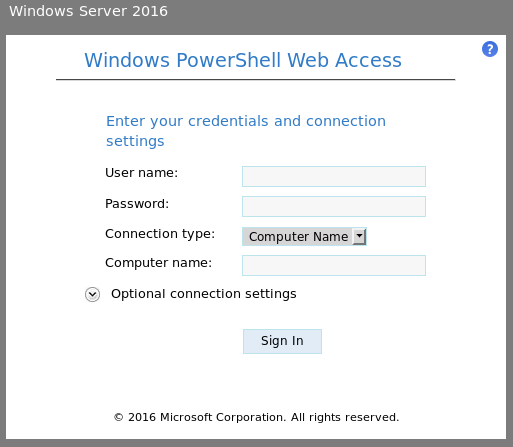 Windows Server 2016
Windows PowerShell Web Access
?
Enter your credentials and connection
settings
User name:
Password:
Connection type: Computer Name
Computer name:
Optional connection settings
Sign In
© 2016 Microsoft Corporation. All rights reserved.